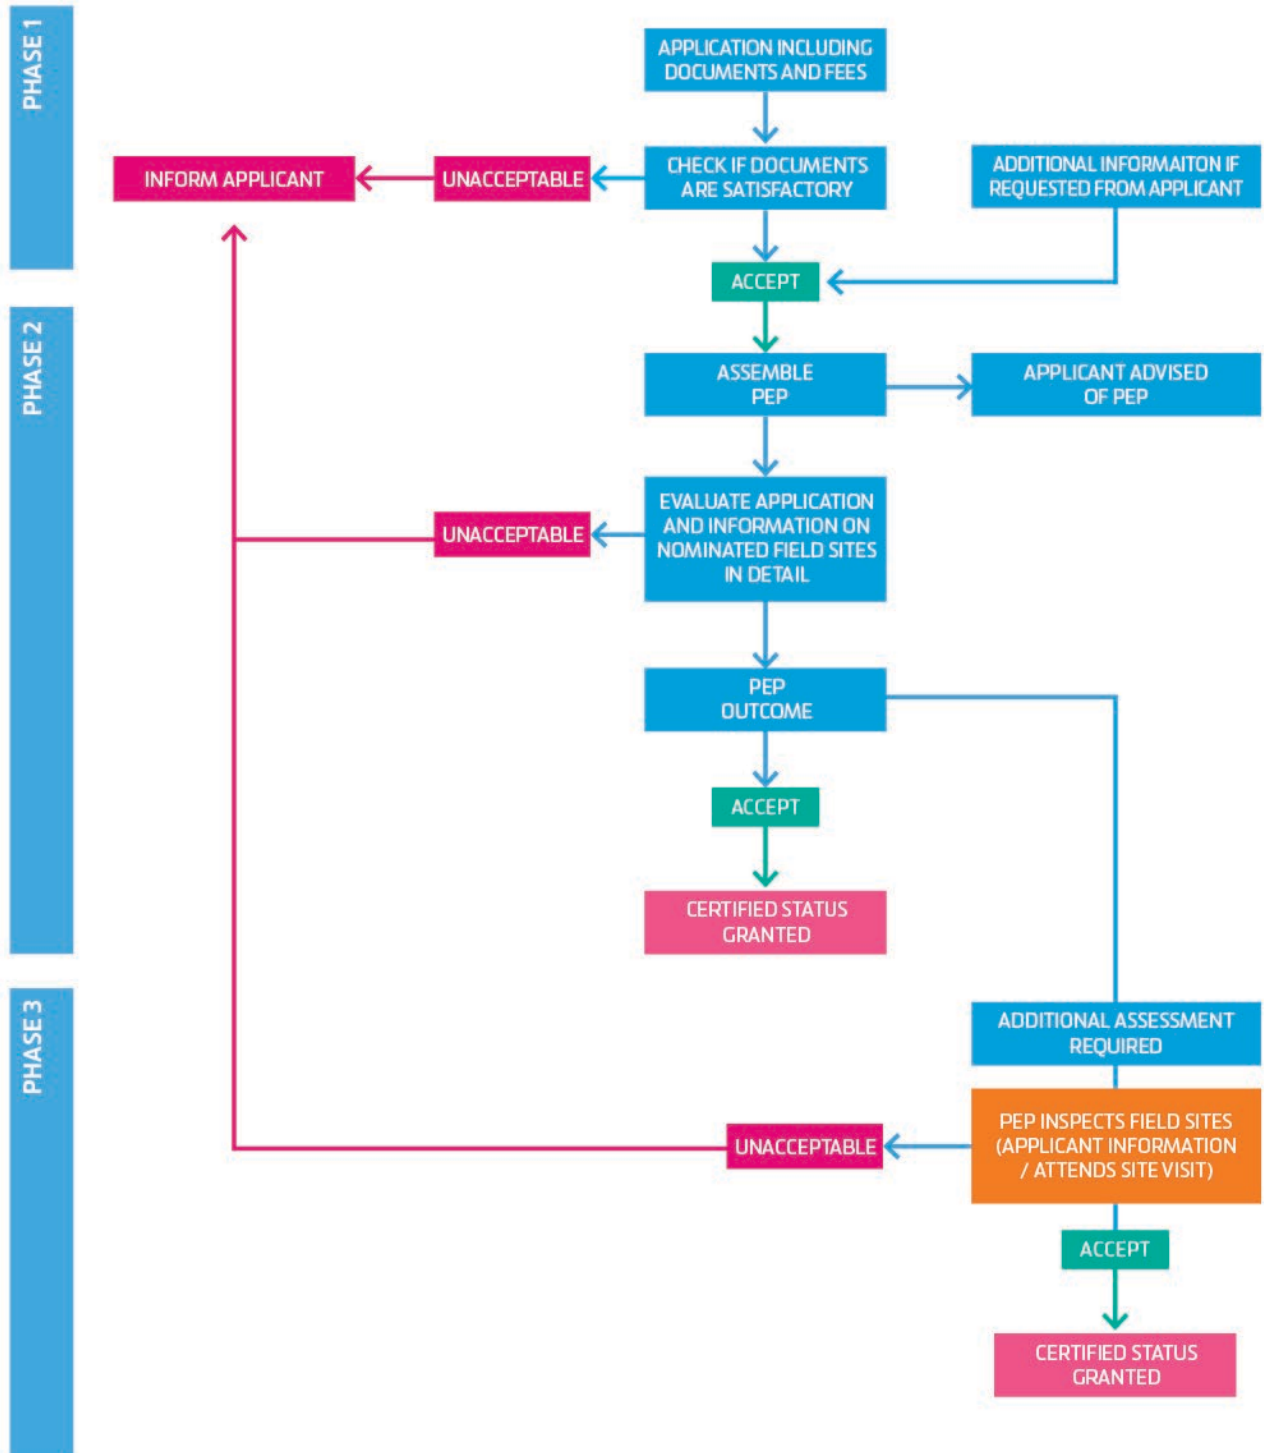 PHASE 1
APPLICATION INCLUDING
DOCUMENTS AND FEES
INFORM APPLICANT
UNACCEPTABLE
CHECK IF DOCUMENTS
ARE SATISFACTORY
ADDITIONAL INFORMAITON IF
REQUESTED FROM APPLICANT
ACCEPT
PHASE 2
ASSEMBLE
PEP
APPLICANT ADVISED
OF PEP
UNACCEPTABLE
EVALUATE APPLICATION
AND INFORMATION ON
NOMINATED FIELD SITES
IN DETAIL
PEP
OUTCOME
ACCEPT
CERTIFIED STATUS
GRANTED
PHASE 3
ADDITIONAL ASSESSMENT
REQUIRED
UNACCEPTABLE
PEP INSPECTS FIELD SITES
(APPLICANT INFORMATION
/ ATTENDS SITE VISIT)
ACCEPT
CERTIFIED STATUS
GRANTED